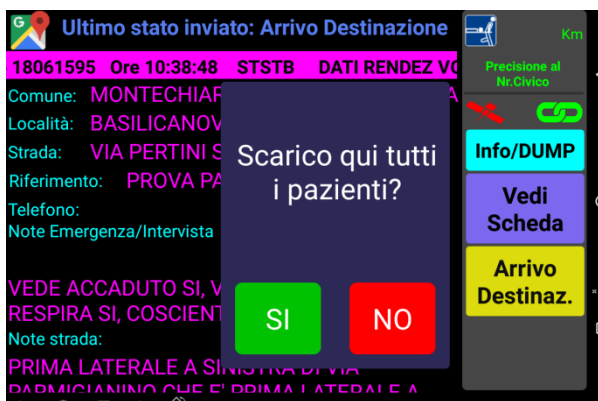 Ultimo stato inviato: Arrivo Destinazione
Km
18061595 Ore 10:38:48 STSTB DATI RENDEZ
Precisione al
Nr.Civico
Comune: MONTECHIAR
Località: BASILICANOV
Strada: VIA PERTINI S
Riferimento: PROVA PA
Telefono:
Note Emergenza/Intervista
Scarico qui tutti
i pazienti?
SI
NO
VEDE ACCADUTO SI, V
RESPIRA SI, COSCIENT
Note strada:
PRIMA LATERALE A SINISTRA DI VIA
PARMIGIANINO CHE E' PRIMA LATERALE A
Info/DUMP
Vedi
Scheda
Arrivo
Destinaz.